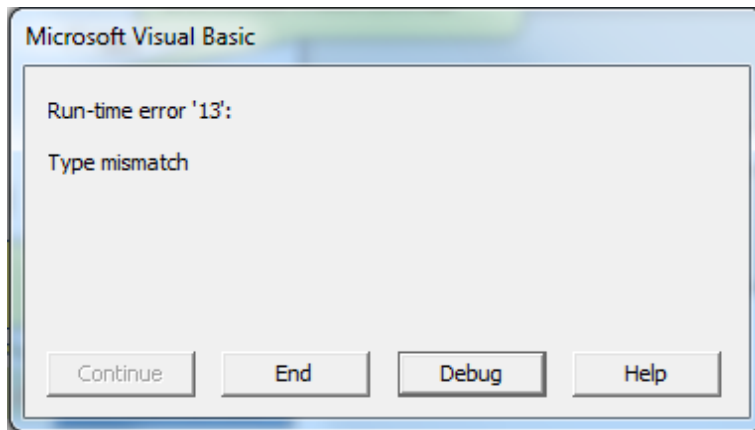 Microsoft Visual Basic
Run-time error '13':
Type mismatch
Continue End Debug Help